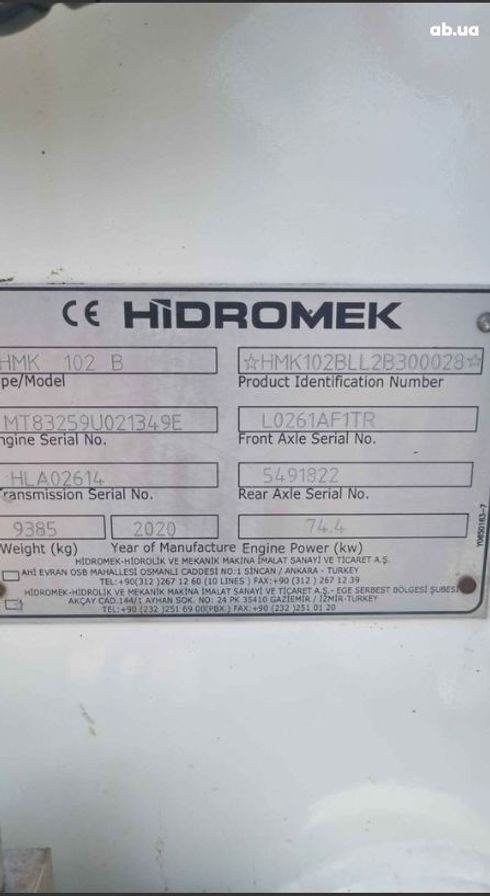 ab.ua
CE HİDROMEK
HMK 102 B ☆HMK102BLL2B300028☆
pe/Model Product Identification Number
MT83259U021349E L0261AF1TR
ngine Serial No. Front Axle Serial No.
HLA02614 5491822
Transmission Serial No. Rear Axle Serial No.
9385 2020 74.4
Weight (kg) Year of Manufacture Engine Power (kw)
HİDROMEK-HİDROLİK VE MEKANİK MAKİNA İMALAT SANAYİ VE TİCARET A.Ş.
AHİ EVRAN OSB MAHALLESİ OSMANLI CADDESİ NO:1 SİNCAN / ANKARA - TURKEY
TEL:+90(312 )267 12 60 (10 LINES ) FAX:+90 (312 ) 267 12 39
HİDROMEK-HİDROLİK VE MEKANİK MAKİNA İMALAT SANAYİ VE TİCARET A.Ş.- EGE SERBEST BÖLGESİ ŞUBESİ
AKÇAY CAD.144/1 AYHAN SOK. NO: 24 PK 35410 GAZİEMİR / İZMİR-TURKEY
TEL:+90 (232 )251 69 00(PBX.) FAX:+90 (232 )251 01 20
Y0650163-7